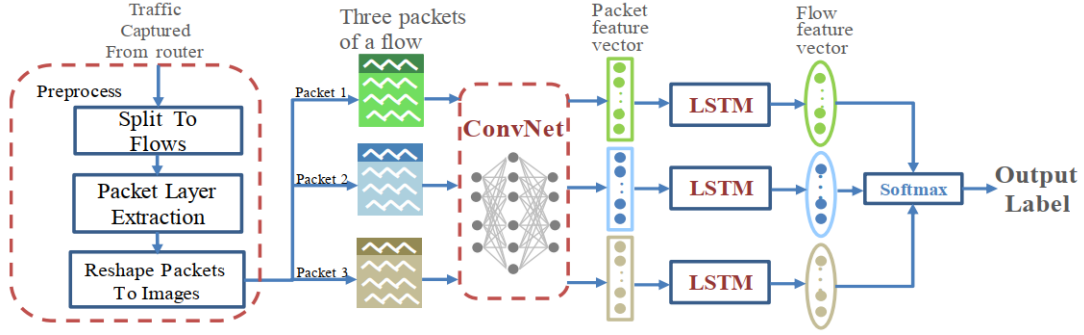 Traffic
Captured
From router
Preprocess
Split To
Flows
Packet Layer
Extraction
Reshape Packets
To Images
Three packets
of a flow
Packet 1
Packet 2
Packet 3
ConvNet
Packet
feature
vector
LSTM
LSTM
LSTM
Flow
feature
vector
Softmax
Output
Label